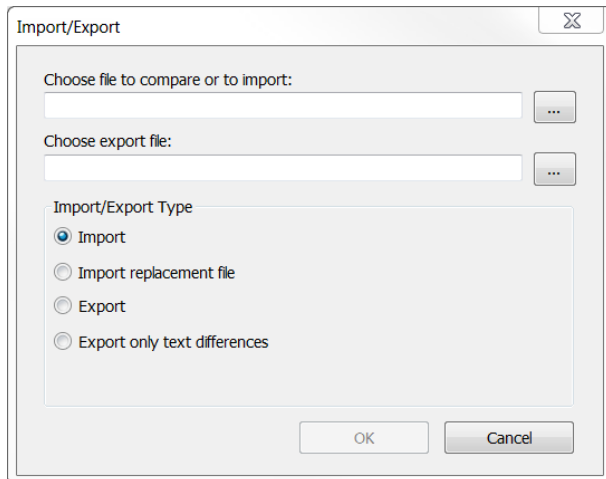 Import/Export
Choose file to compare or to import:
...
Choose export file:
...
Import/Export Type
Import
Import replacement file
Export
Export only text differences
OK
Cancel